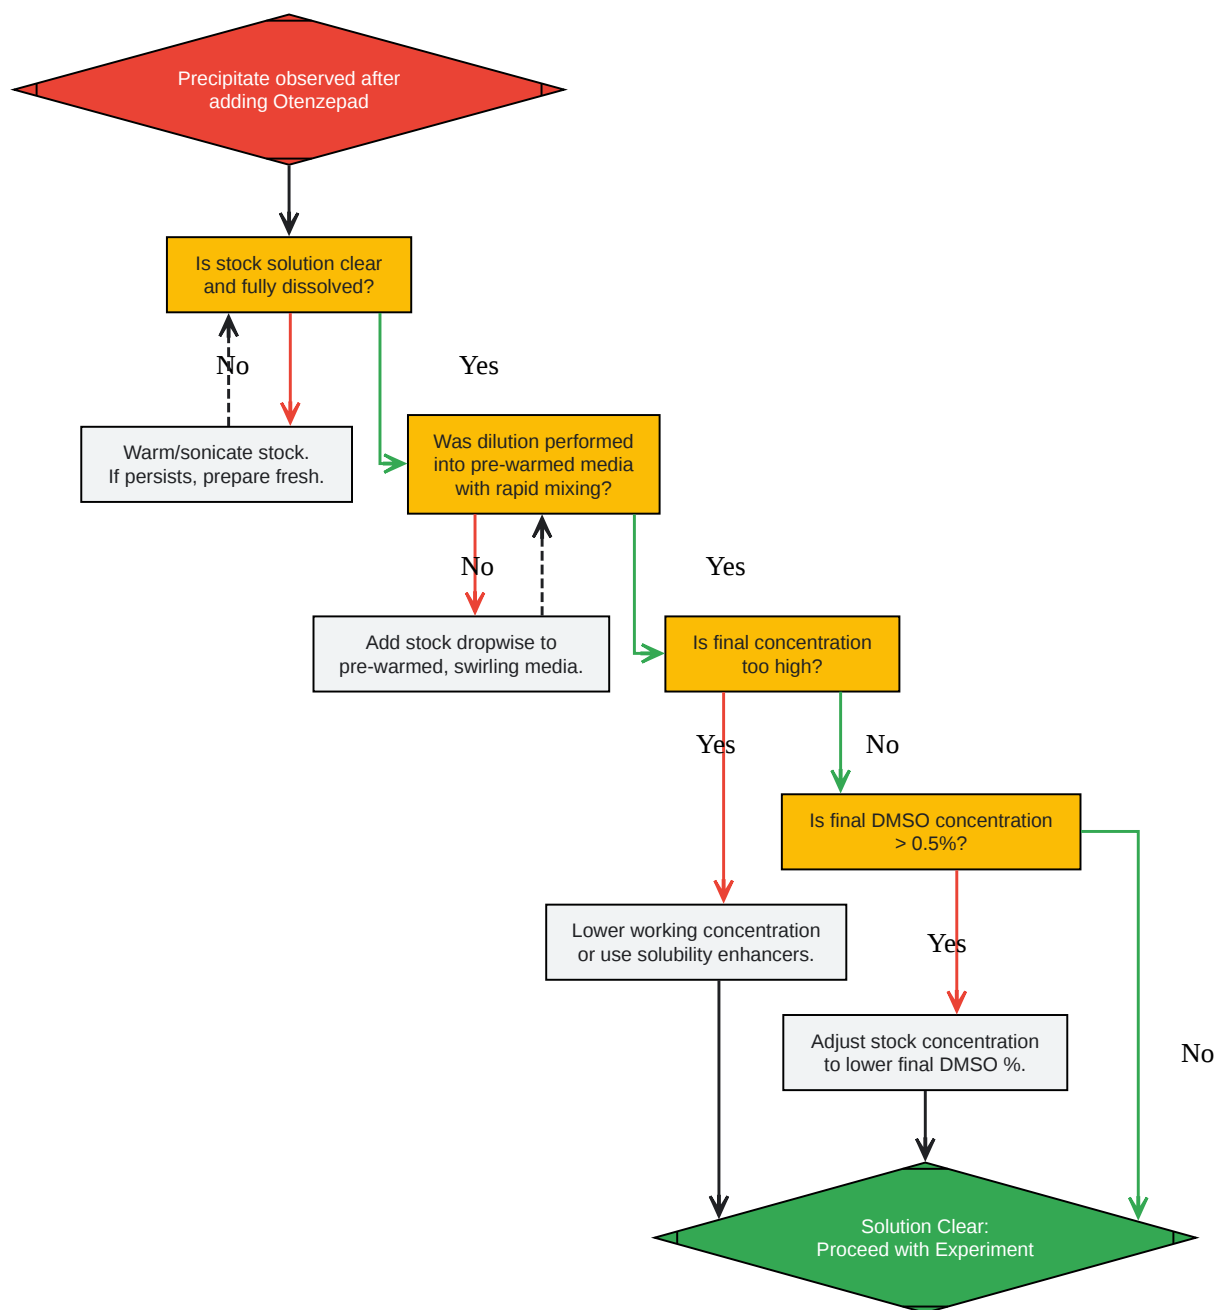 Precipitate observed after
adding Otenzepad
Is stock solution clear
and fully dissolved?
No
Yes
Warm/sonicate stock.
If persists, prepare fresh.
Was dilution performed
into pre-warmed media
with rapid mixing?
No
Yes
Add stock dropwise to
pre-warmed, swirling media.
Is final concentration
too high?
Yes
No
Is final DMSO concentration
> 0.5%?
Lower working concentration
or use solubility enhancers.
Yes
No
Adjust stock concentration
to lower final DMSO %.
Solution Clear:
Proceed with Experiment